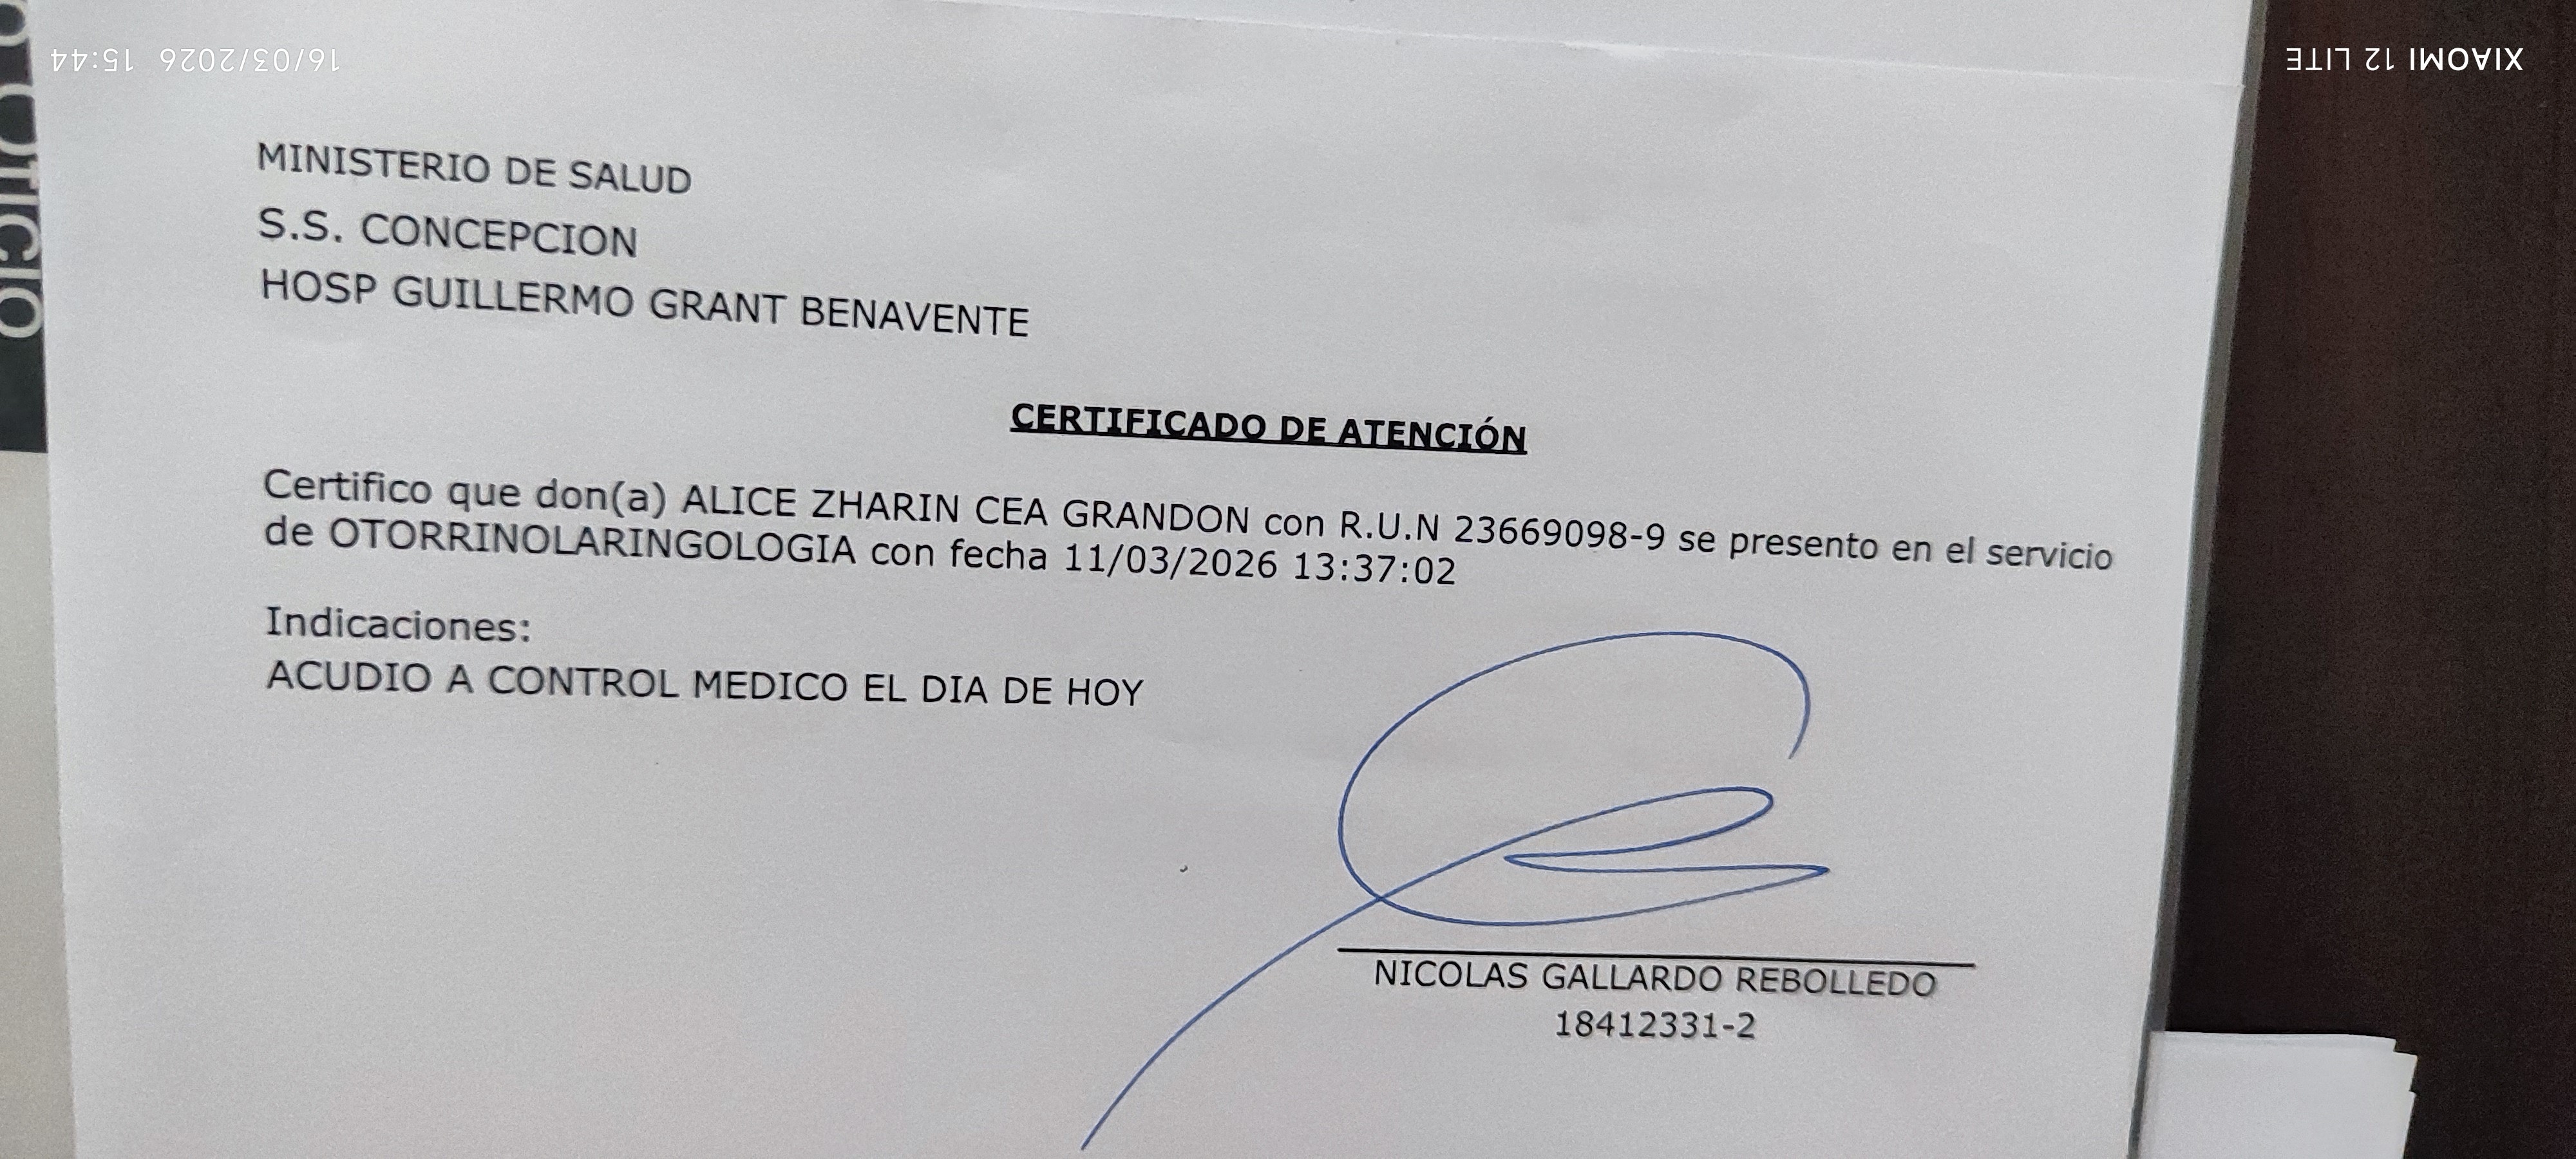 16/03/2026 15:44
XIAOMI 12 LITE
MINISTERIO DE SALUD
S.S. CONCEPCION
HOSP GUILLERMO GRANT BENAVENTE
CERTIFICADO DE ATENCIÓN
Certifico que don(a) ALICE ZHARIN CEA GRANDON con R.U.N 23669098-9 se presento en el servicio
de OTORRINOLARINGOLOGIA con fecha 11/03/2026 13:37:02
Indicaciones:
ACUDIO A CONTROL MEDICO EL DIA DE HOY
NICOLAS GALLARDO REBOLLEDO
18412331-2